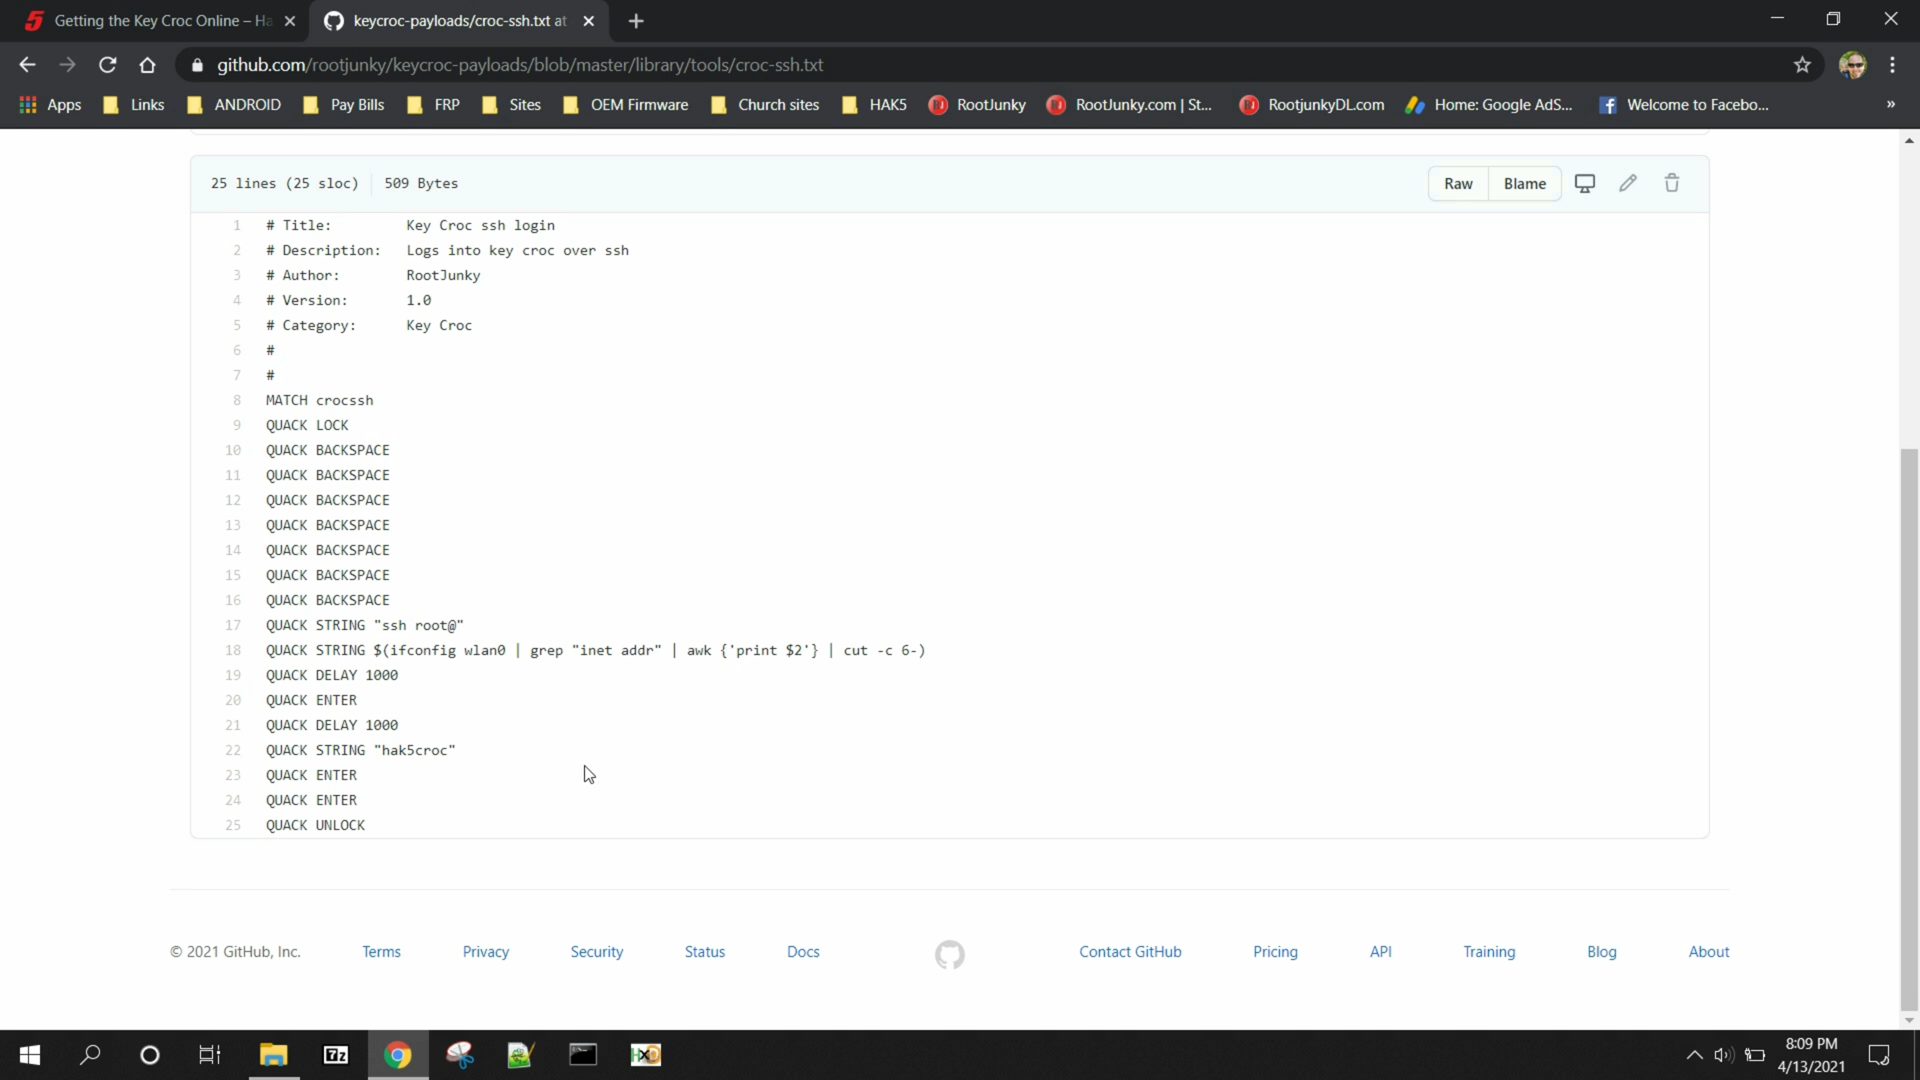 Getting the Key Croc Online – Ha
keycroc-payloads/croc-ssh.txt at
github.com/rootjunky/keycroc-payloads/blob/master/library/tools/croc-ssh.txt
Apps Links ANDROID Pay Bills FRP Sites OEM Firmware Church sites HAK5 RootJunky RootJunky.com | St... RootjunkyDL.com Home: Google AdS... Welcome to Facebo... »
25 lines (25 sloc) 509 Bytes Raw Blame
1 # Title: Key Croc ssh login
2 # Description: Logs into key croc over ssh
3 # Author: RootJunky
4 # Version: 1.0
5 # Category: Key Croc
6 #
7 #
8 MATCH crocssh
9 QUACK LOCK
10 QUACK BACKSPACE
11 QUACK BACKSPACE
12 QUACK BACKSPACE
13 QUACK BACKSPACE
14 QUACK BACKSPACE
15 QUACK BACKSPACE
16 QUACK BACKSPACE
17 QUACK STRING "ssh root@"
18 QUACK STRING $(ifconfig wlan0 | grep "inet addr" | awk {'print $2'} | cut -c 6-)
19 QUACK DELAY 1000
20 QUACK ENTER
21 QUACK DELAY 1000
22 QUACK STRING "hak5croc"
23 QUACK ENTER
24 QUACK ENTER
25 QUACK UNLOCK
© 2021 GitHub, Inc. Terms Privacy Security Status Docs Contact GitHub Pricing API Training Blog About
7z
HXD
8:09 PM
4/13/2021